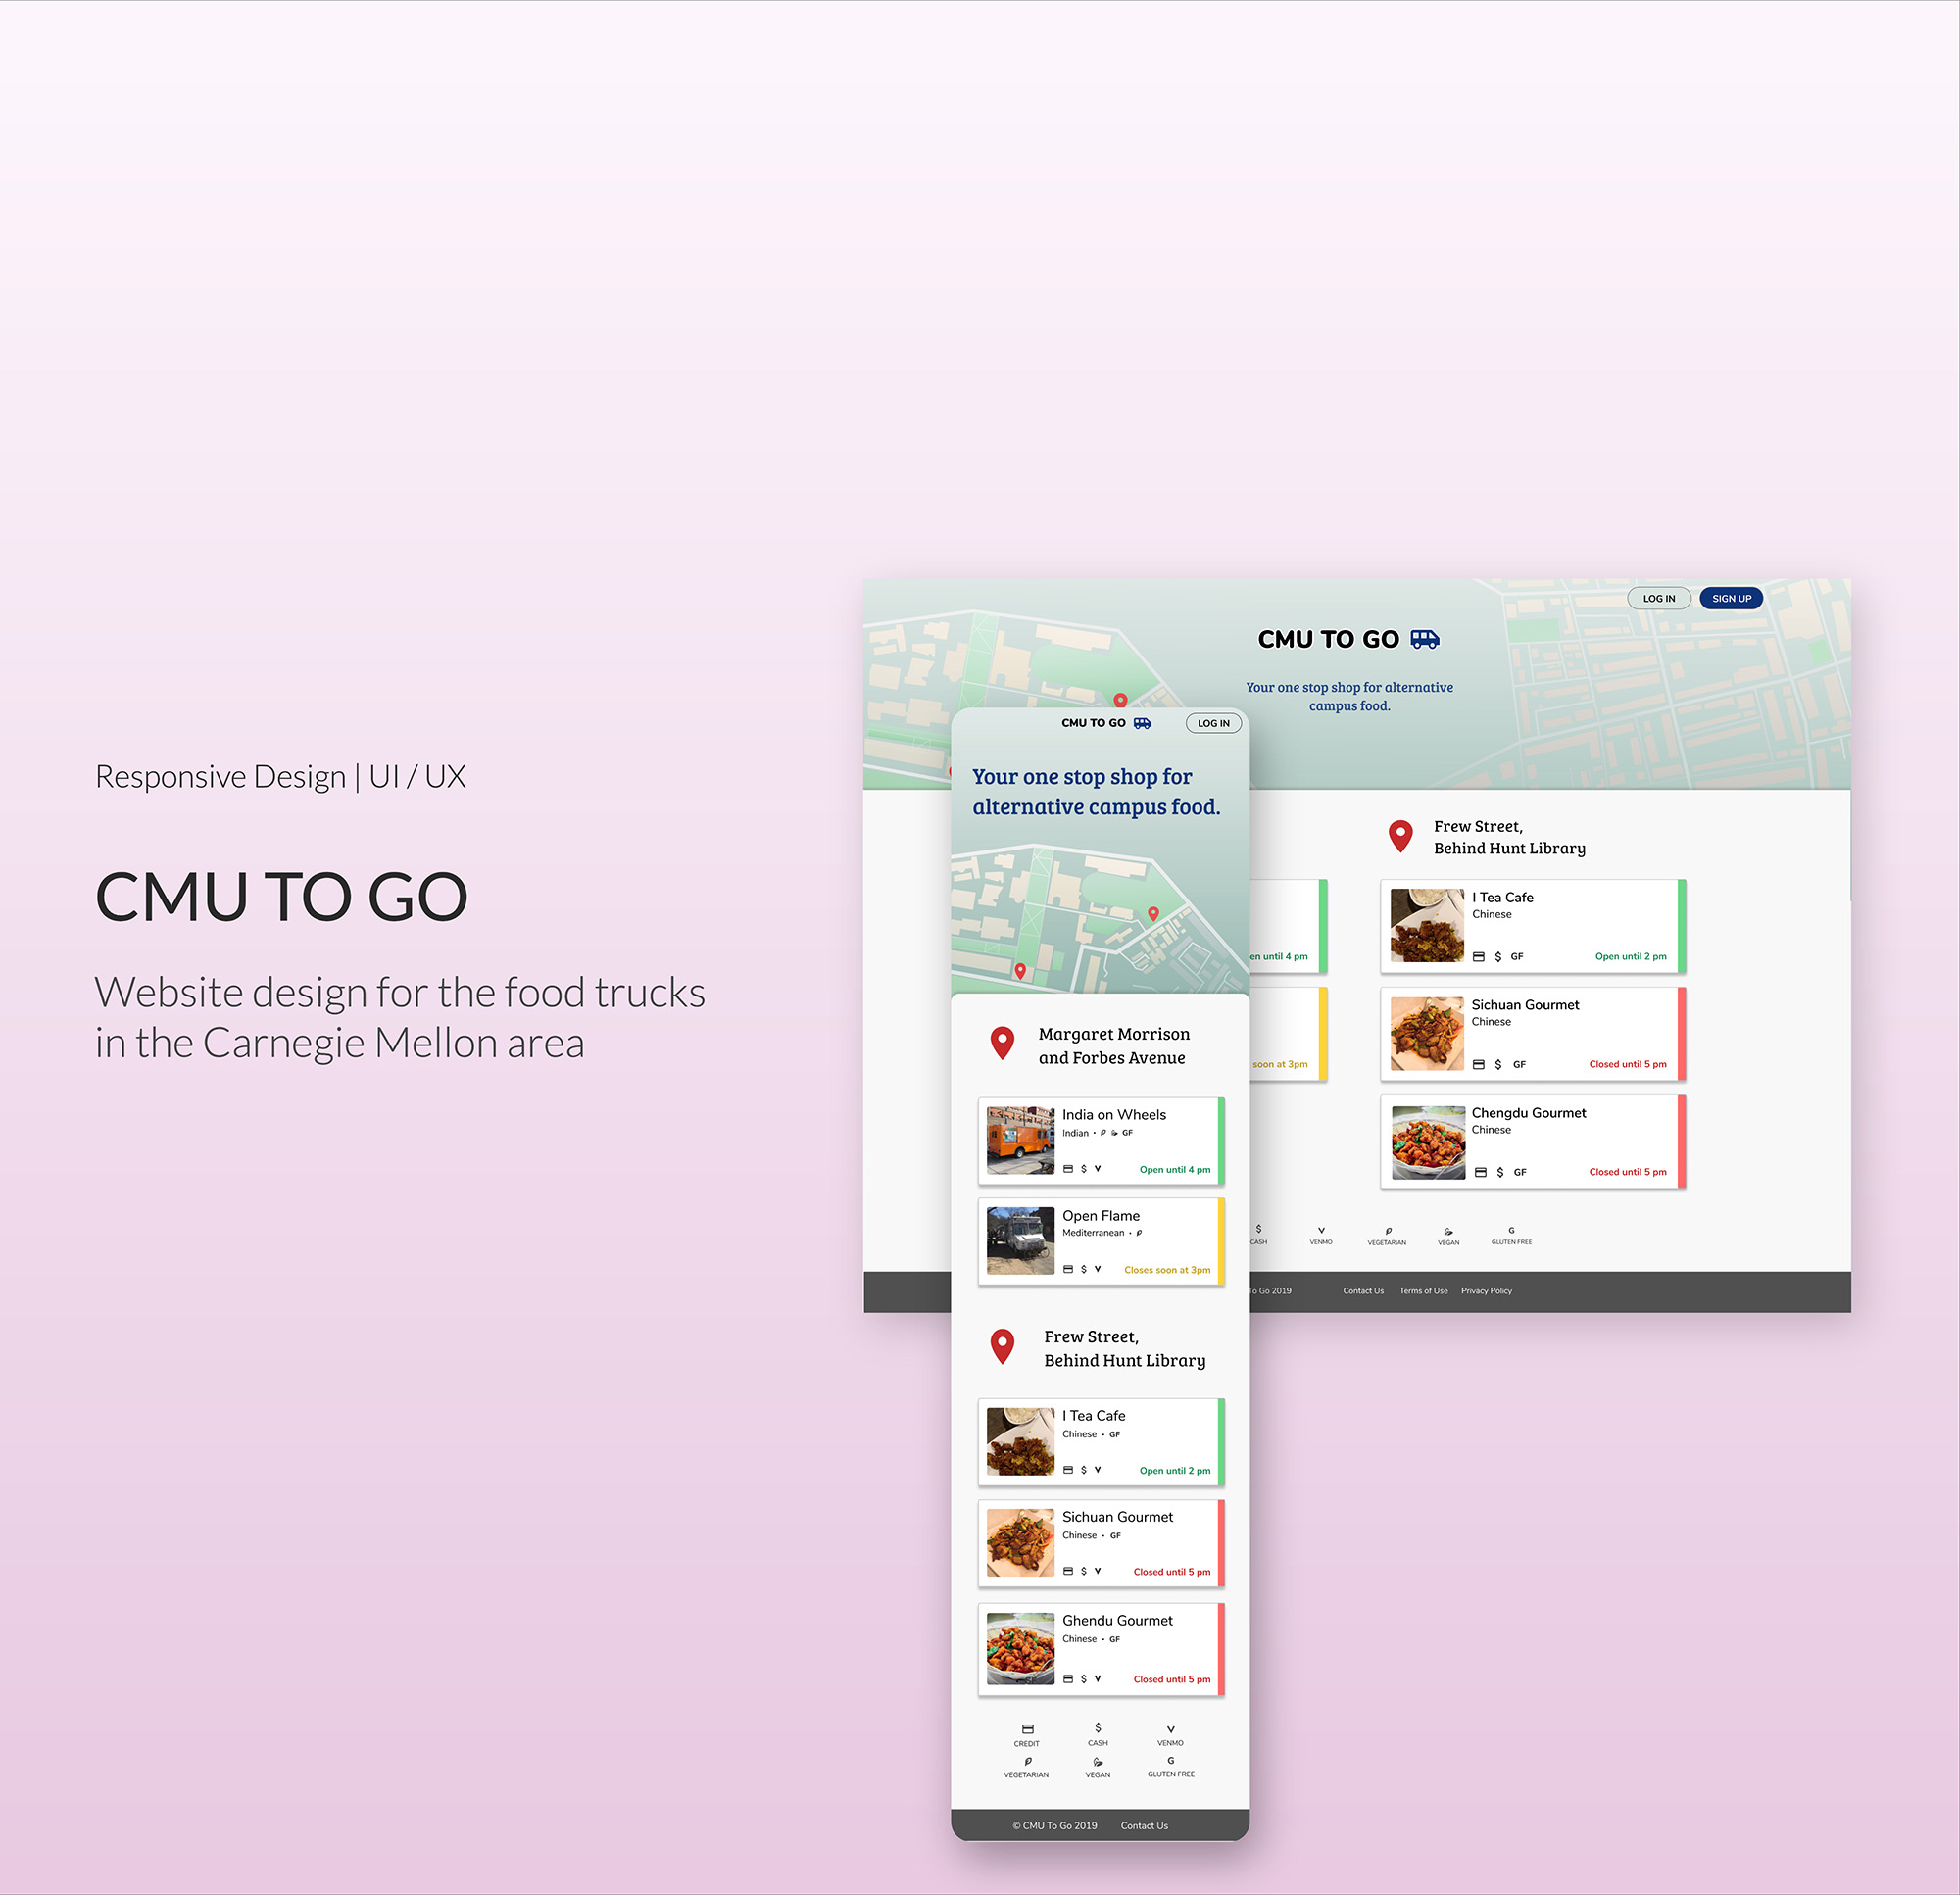 Responsive Design | UI / UX
CMU TO GO
Website design for the food trucks
in the Carnegie Mellon area
LOG IN
SIGN UP
CMU TO GO
Your one stop shop for alternative
campus food.
en until 4 pm
soon at 3pm
Frew Street,
Behind Hunt Library
I Tea Cafe
Chinese
$ GF
Open until 2 pm
Sichuan Gourmet
Chinese
$ GF
Closed until 5 pm
Chengdu Gourmet
Chinese
$ GF
Closed until 5 pm
$ V G
CASH VENMO VEGETARIAN VEGAN GLUTEN FREE
To Go 2019 Contact Us Terms of Use Privacy Policy
CMU TO GO
LOG IN
Your one stop shop for
alternative campus food.
Margaret Morrison
and Forbes Avenue
India on Wheels
Indian • GF
$ V Open until 4 pm
Open Flame
Mediterranean •
$ V Closes soon at 3pm
Frew Street,
Behind Hunt Library
I Tea Cafe
Chinese • GF
$ V Open until 2 pm
Sichuan Gourmet
Chinese • GF
$ V Closed until 5 pm
Ghendu Gourmet
Chinese • GF
$ V Closed until 5 pm
$ V
CREDIT CASH VENMO
G
VEGETARIAN VEGAN GLUTEN FREE
© CMU To Go 2019 Contact Us